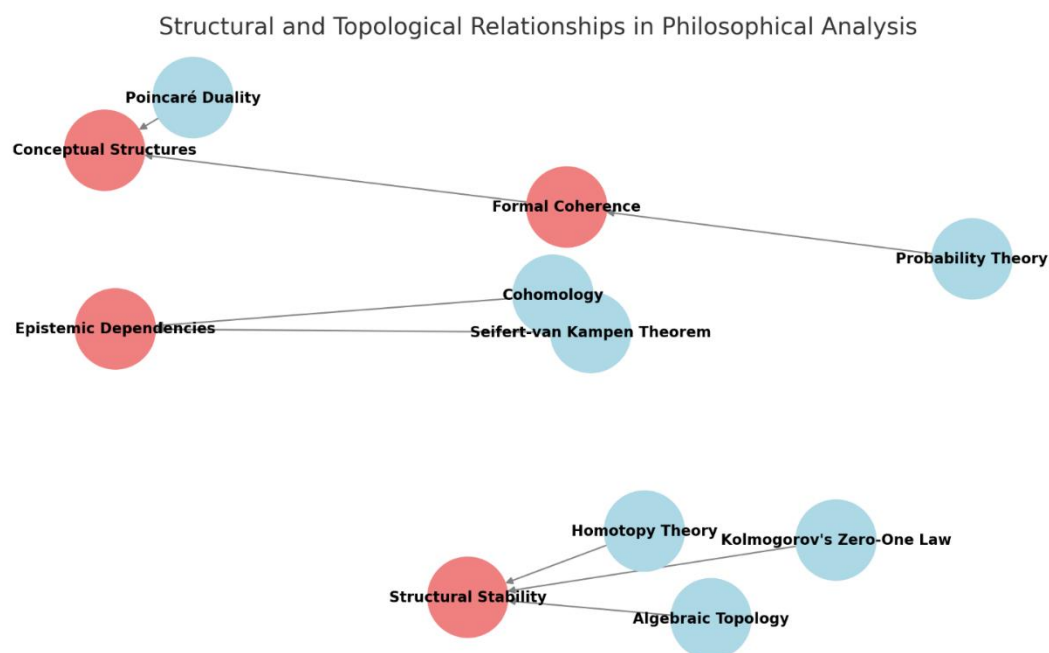 Structural and Topological Relationships in Philosophical Analysis
Poincaré Duality
Conceptual Structures
Formal Coherence
Probability Theory
Cohomology
Epistemic Dependencies
Seifert-van Kampen Theorem
Homotopy Theory
Kolmogorov's Zero-One Law
Structural Stability
Algebraic Topology